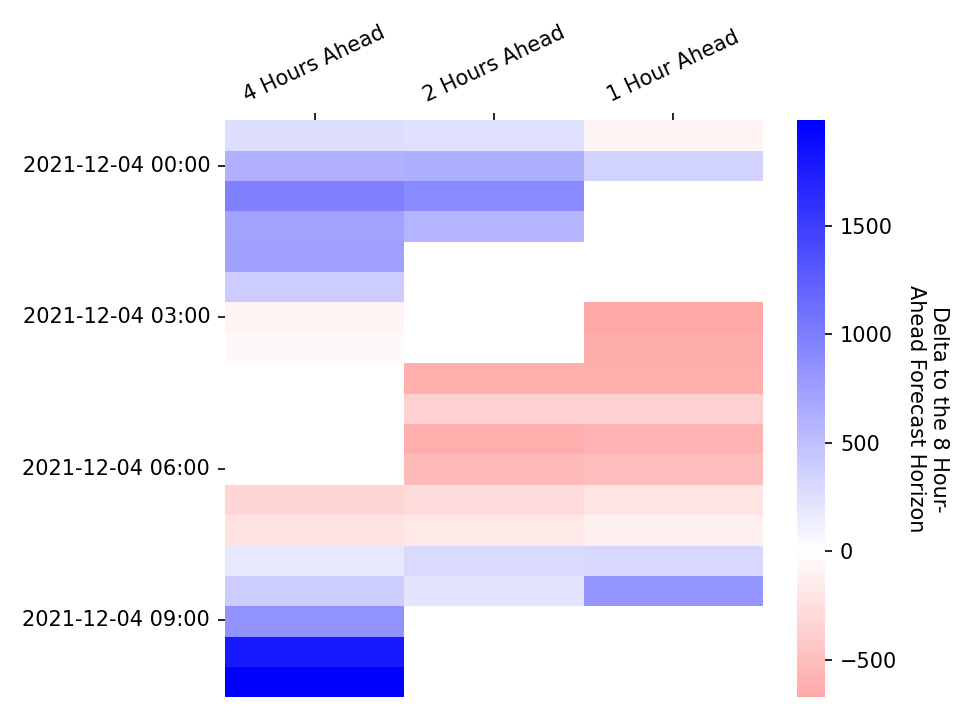 4 Hours Ahead
2 Hours Ahead
1 Hour Ahead
2021-12-04 00:00
2021-12-04 03:00
2021-12-04 06:00
2021-12-04 09:00
1500
1000
500
0
−500
Delta to the 8 Hour-
Ahead Forecast Horizon